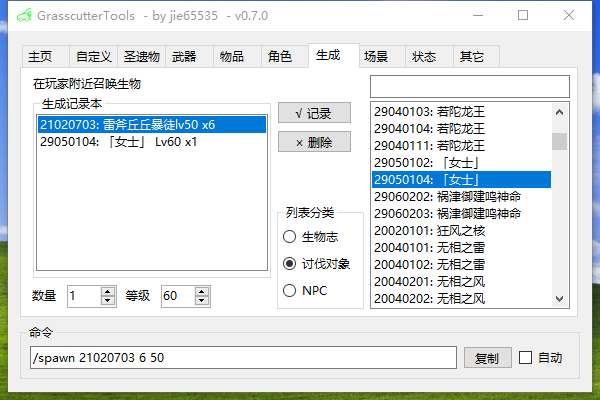 GrasscutterTools - by jie65535 - v0.7.0
主页 自定义 圣遗物 武器 物品 角色 生成 场景 状态 其它
在玩家附近召唤生物
生成记录本
21020703: 雷斧丘丘暴徒lv50 x6
29050104: 「女士」 Lv60 x1
√ 记录
× 删除
列表分类
生物志
讨伐对象
NPC
29040103: 若陀龙王
29040104: 若陀龙王
29040111: 若陀龙王
29050102: 「女士」
29050104: 「女士」
29060202: 祸津御建鸣神命
29060203: 祸津御建鸣神命
20020101: 狂风之核
20040101: 无相之雷
20040102: 无相之雷
20040201: 无相之风
20040202: 无相之风
数量 1 等级 60
命令
/spawn 21020703 6 50 复制 自动